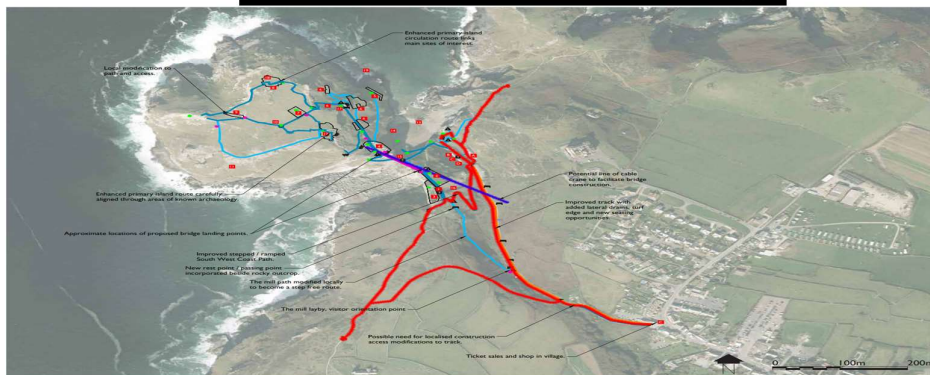 Enhanced primary island
circulation route links
main sites of interest.
Local modification to
path and access.
Enhanced primary island route carefully
aligned through areas of known archaeology.
Approximate locations of proposed bridge landing points.
Improved stepped / ramped
South West Coast Path.
New rest point / passing point
incorporated beside rocky outcrop.
The mill path modified locally
to become a step free route.
The mill layby, visitor orientation point
Possible need for localised construction
access modifications to track.
Ticket sales and shop in village.
Potential line of cable
crane to facilitate bridge
construction.
Improved track with
added lateral drains, surf
edge and new seating
opportunities.
N
0 100m 200m